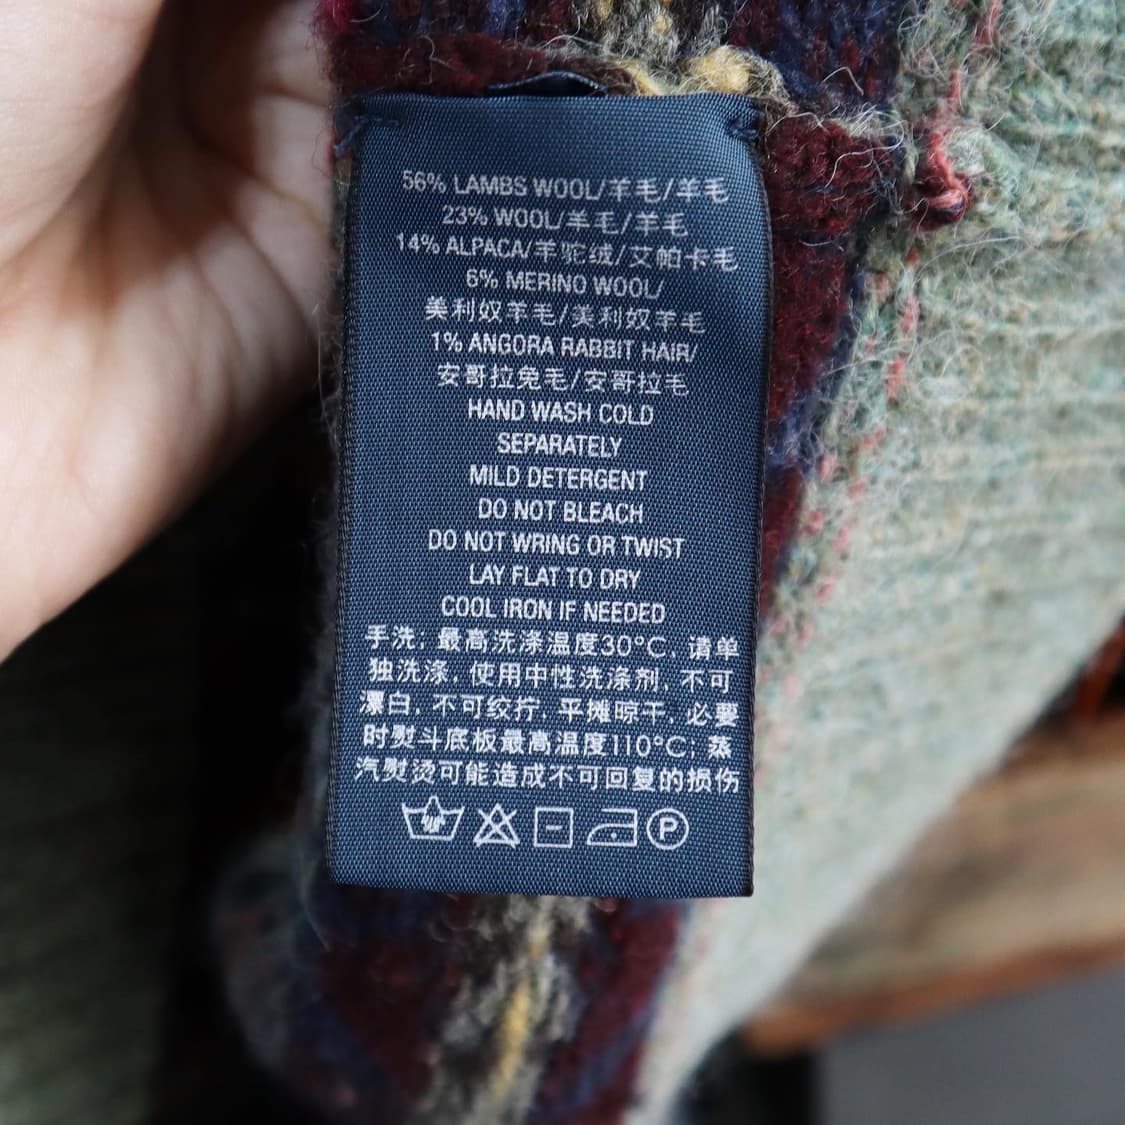 56% LAMBS WOOL/羊毛/羊毛
23% WOOL/羊毛/羊毛
14% ALPACA/羊驼绒/艾帕卡毛
6% MERINO WOOL/
美利奴羊毛/美利奴羊毛
1% ANGORA RABBIT HAIR/
安哥拉兔毛/安哥拉毛
HAND WASH COLD
SEPARATELY
MILD DETERGENT
DO NOT BLEACH
DO NOT WRING OR TWIST
LAY FLAT TO DRY
COOL IRON IF NEEDED
手洗; 最高洗涤温度30°C, 请单
独洗涤, 使用中性洗涤剂, 不可
漂白, 不可绞拧, 平摊晾干, 必要
时熨斗底板最高温度110°C; 蒸
汽熨烫可能造成不可回复的损伤
P